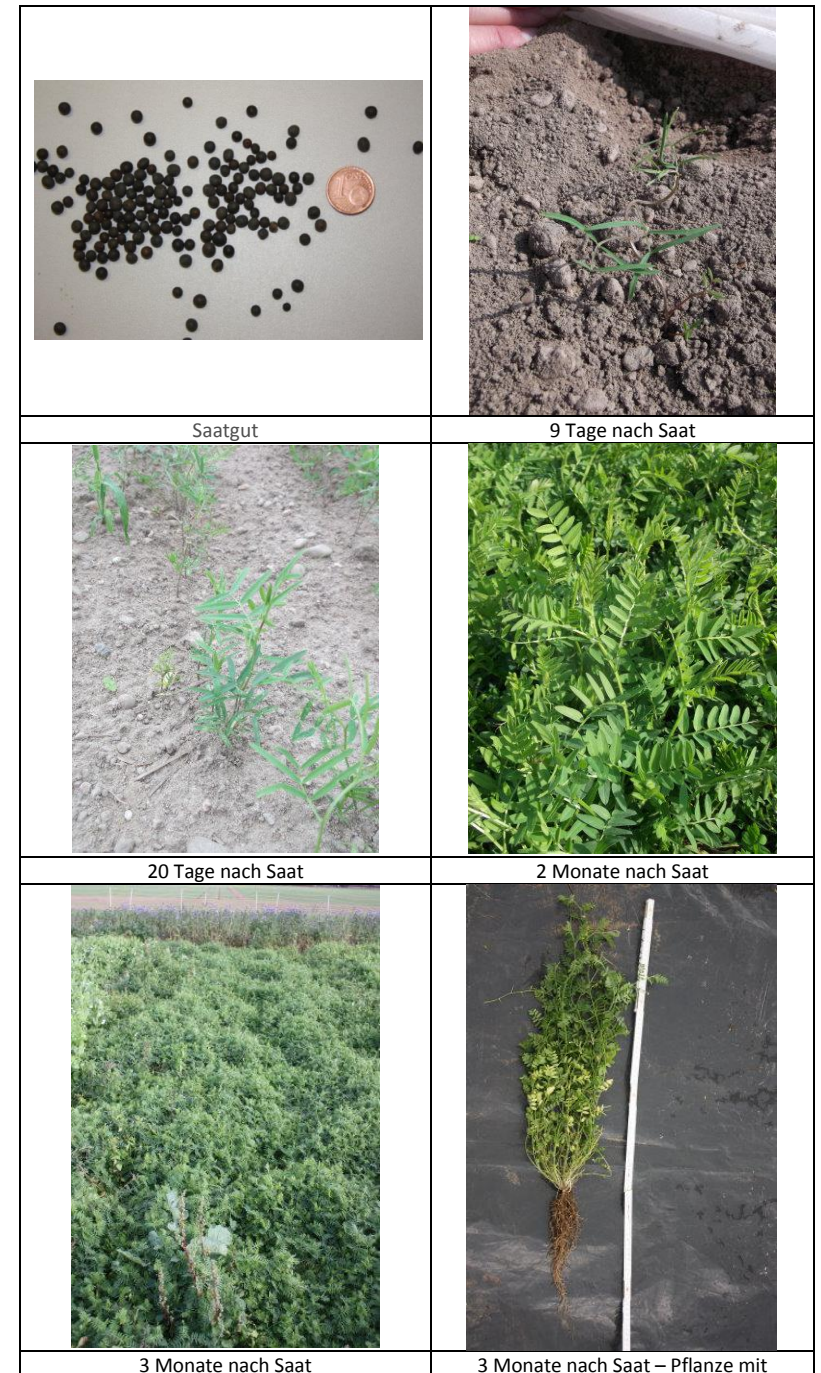 Saatgut
9 Tage nach Saat
20 Tage nach Saat
2 Monate nach Saat
3 Monate nach Saat
3 Monate nach Saat – Pflanze mit